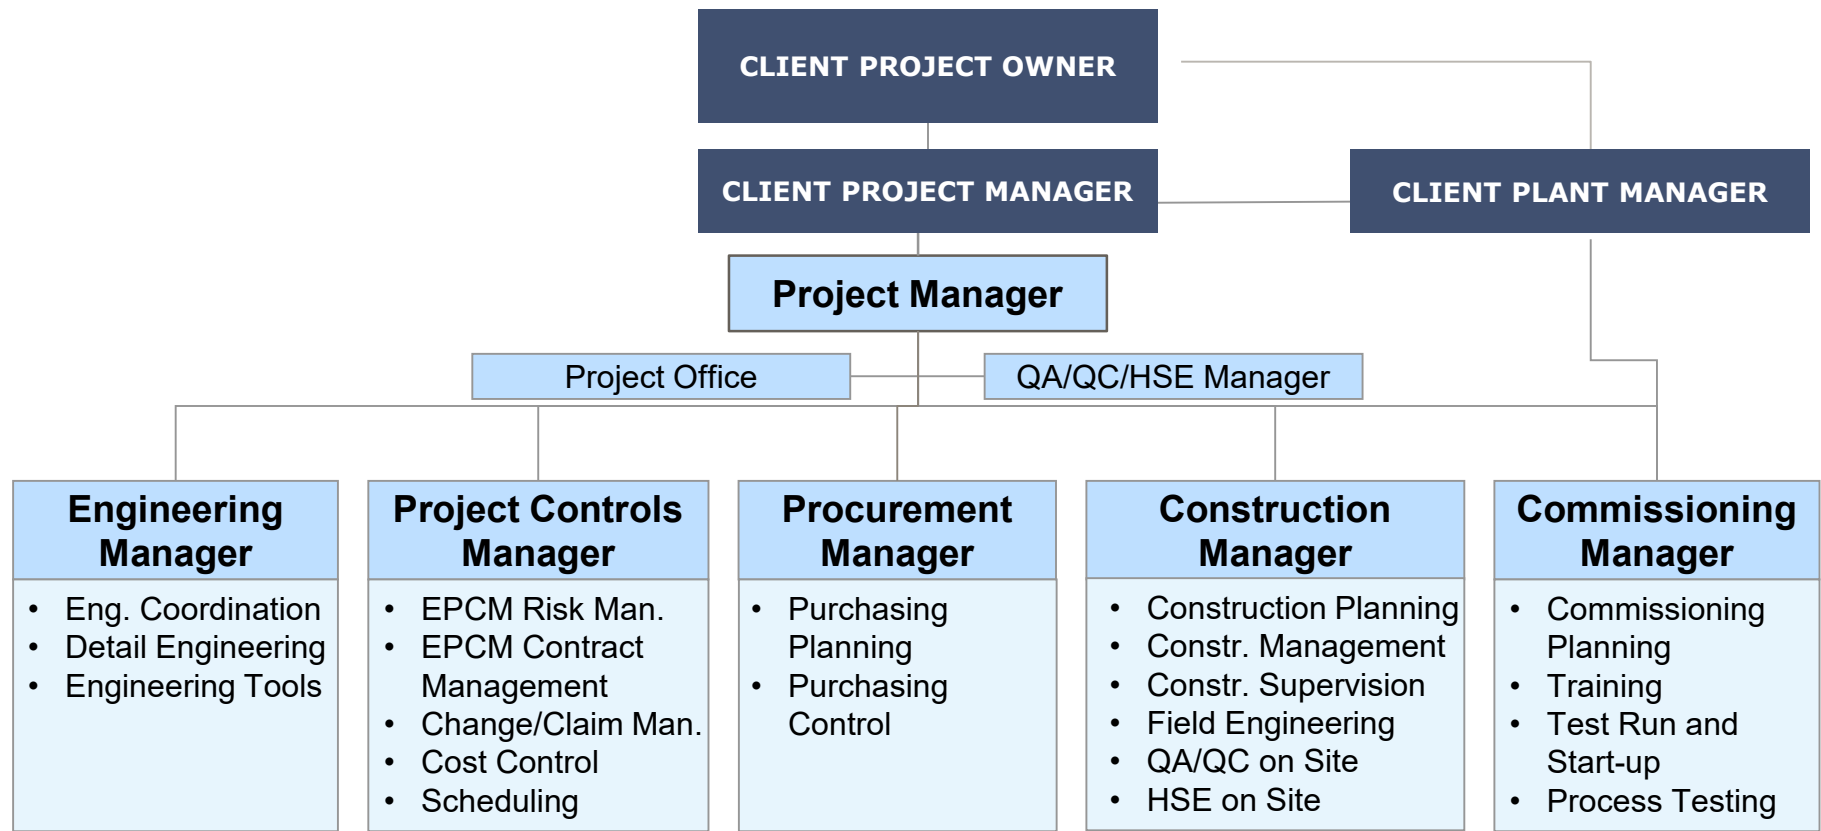 CLIENT PROJECT OWNER
CLIENT PROJECT MANAGER
CLIENT PLANT MANAGER
Project Manager
Project Office
QA/QC/HSE Manager
Engineering
Manager
• Eng. Coordination
• Detail Engineering
• Engineering Tools
Project Controls
Manager
• EPCM Risk Man.
• EPCM Contract
Management
• Change/Claim Man.
• Cost Control
• Scheduling
Procurement
Manager
• Purchasing
Planning
• Purchasing
Control
Construction
Manager
• Construction Planning
• Constr. Management
• Constr. Supervision
• Field Engineering
• QA/QC on Site
• HSE on Site
Commissioning
Manager
• Commissioning
Planning
• Training
• Test Run and
Start-up
• Process Testing